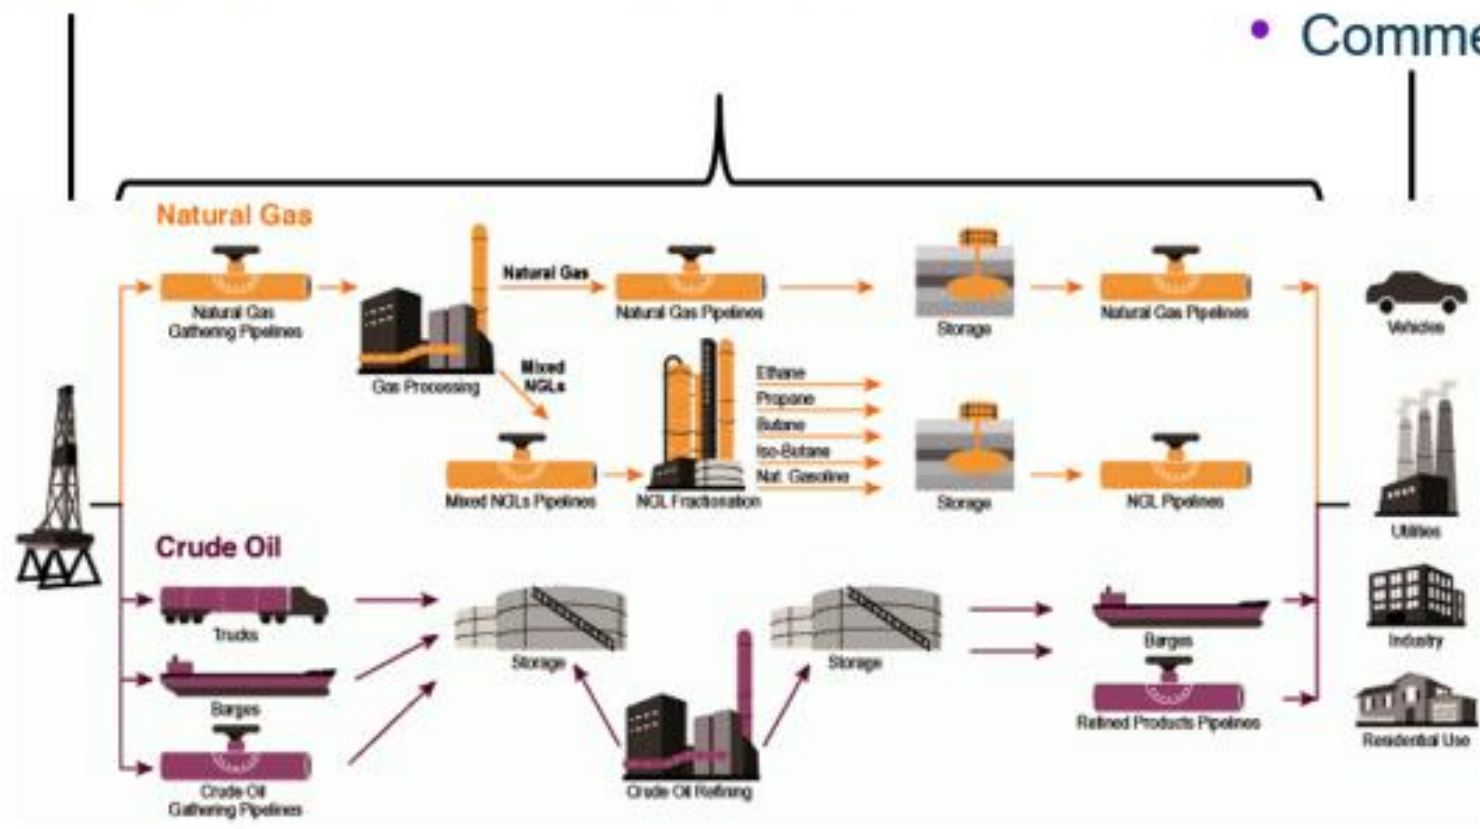 • Comme
Natural Gas
Natural Gas
Gathering Pipelines
Gas Processing
Natural Gas
Natural Gas Pipelines
Storage
Natural Gas Pipelines
Vehicles
Mixed
NGLs
Mixed NGLs Pipelines
NGL Fractionation
Ethane
Propane
Butane
Iso-Butane
Nat. Gasoline
Storage
NGL Pipelines
Utilities
Crude Oil
Trucks
Barges
Crude Oil
Gathering Pipelines
Storage
Crude Oil Refining
Storage
Barges
Refined Products Pipelines
Industry
Residential Use